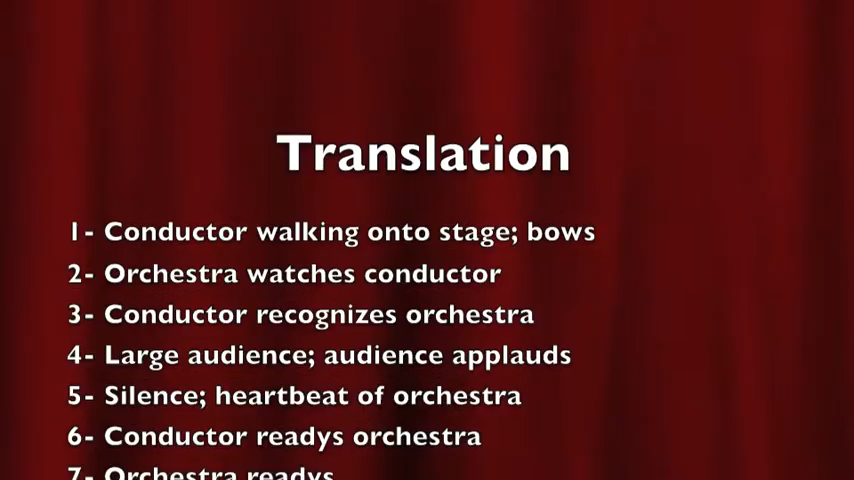 Translation
1- Conductor walking onto stage; bows
2- Orchestra watches conductor
3- Conductor recognizes orchestra
4- Large audience; audience applauds
5- Silence; heartbeat of orchestra
6- Conductor readys orchestra
7- Orchestra readys